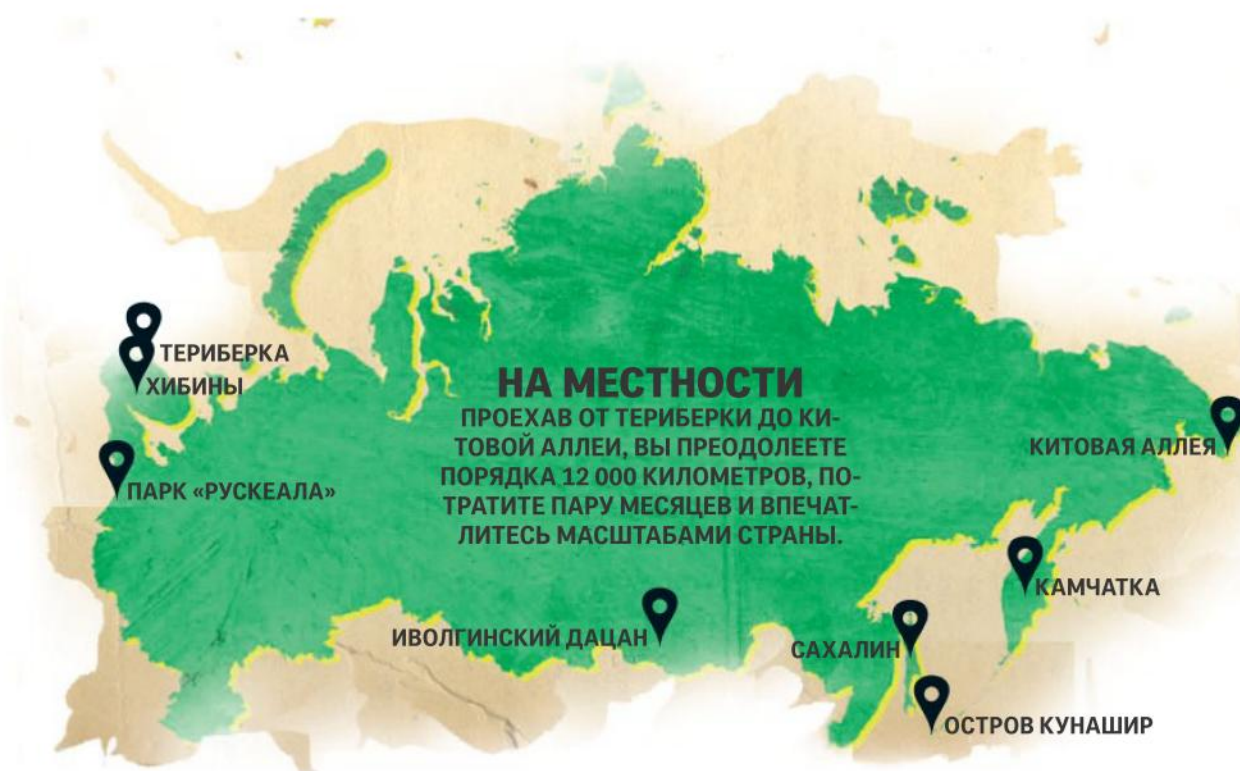 ТЕРИБЕРКА
ХИБИНЫ
НА МЕСТНОСТИ
ПРОЕХАВ ОТ ТЕРИБЕРКИ ДО КИ-
ТОВОЙ АЛЛЕИ, ВЫ ПРЕОДОЛЕЕТЕ
ПОРЯДКА 12 000 КИЛОМЕТРОВ, ПО-
ТРАТИТЕ ПАРУ МЕСЯЦЕВ И ВПЕЧАТ-
ЛИТЕСЬ МАСШТАБАМИ СТРАНЫ.
КИТОВАЯ АЛЛЕЯ
ПАРК «РУСКЕАЛА»
КАМЧАТКА
ИВОЛГИНСКИЙ ДАЦАН
САХАЛИН
ОСТРОВ КУНАШИР